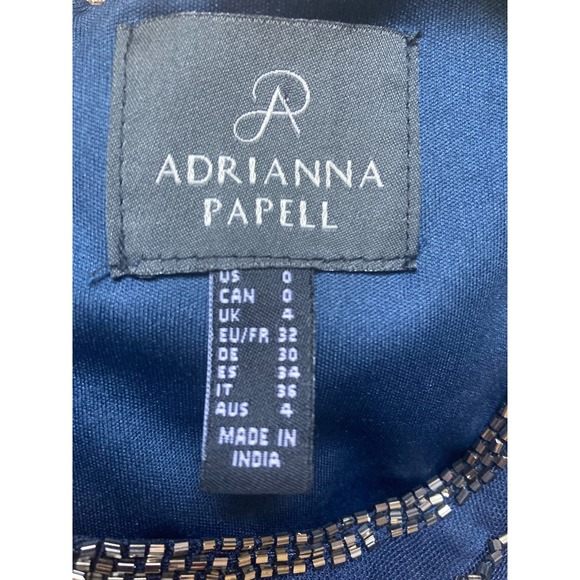 ADRIANNA
PAPELL
US 0
CAN 0
UK 4
EU/FR 32
DE 30
ES 34
IT 36
AUS 4
MADE IN
INDIA